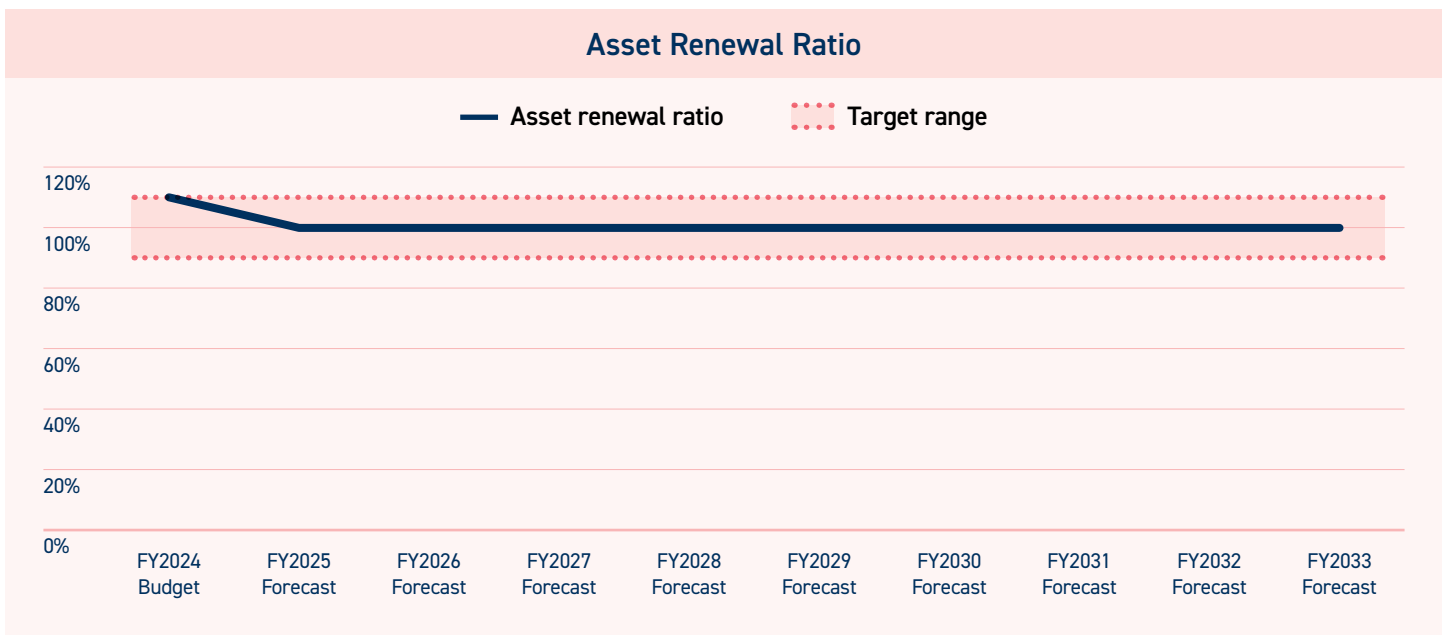 Asset Renewal Ratio
Asset renewal ratio
Target range
120%
100%
80%
60%
40%
20%
0%
FY2024 Budget
FY2025 Forecast
FY2026 Forecast
FY2027 Forecast
FY2028 Forecast
FY2029 Forecast
FY2030 Forecast
FY2031 Forecast
FY2032 Forecast
FY2033 Forecast